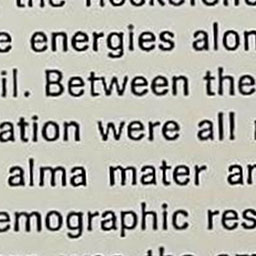 e energies alon
il. Between the
ation were all
alma mater ar
emographic res